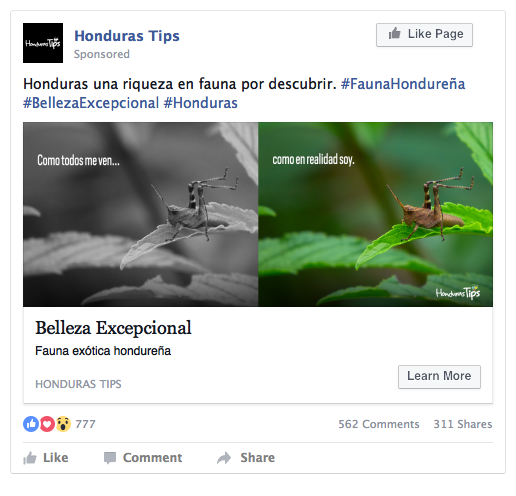 HondurasTips
Honduras Tips
Sponsored
Like Page
Honduras una riqueza en fauna por descubrir. #FaunaHondureña
#BellezaExcepcional #Honduras
Como todos me ven...
como en realidad soy.
HondurasTips
Belleza Excepcional
Fauna exótica hondureña
HONDURAS TIPS
Learn More
777
562 Comments
311 Shares
Like
Comment
Share